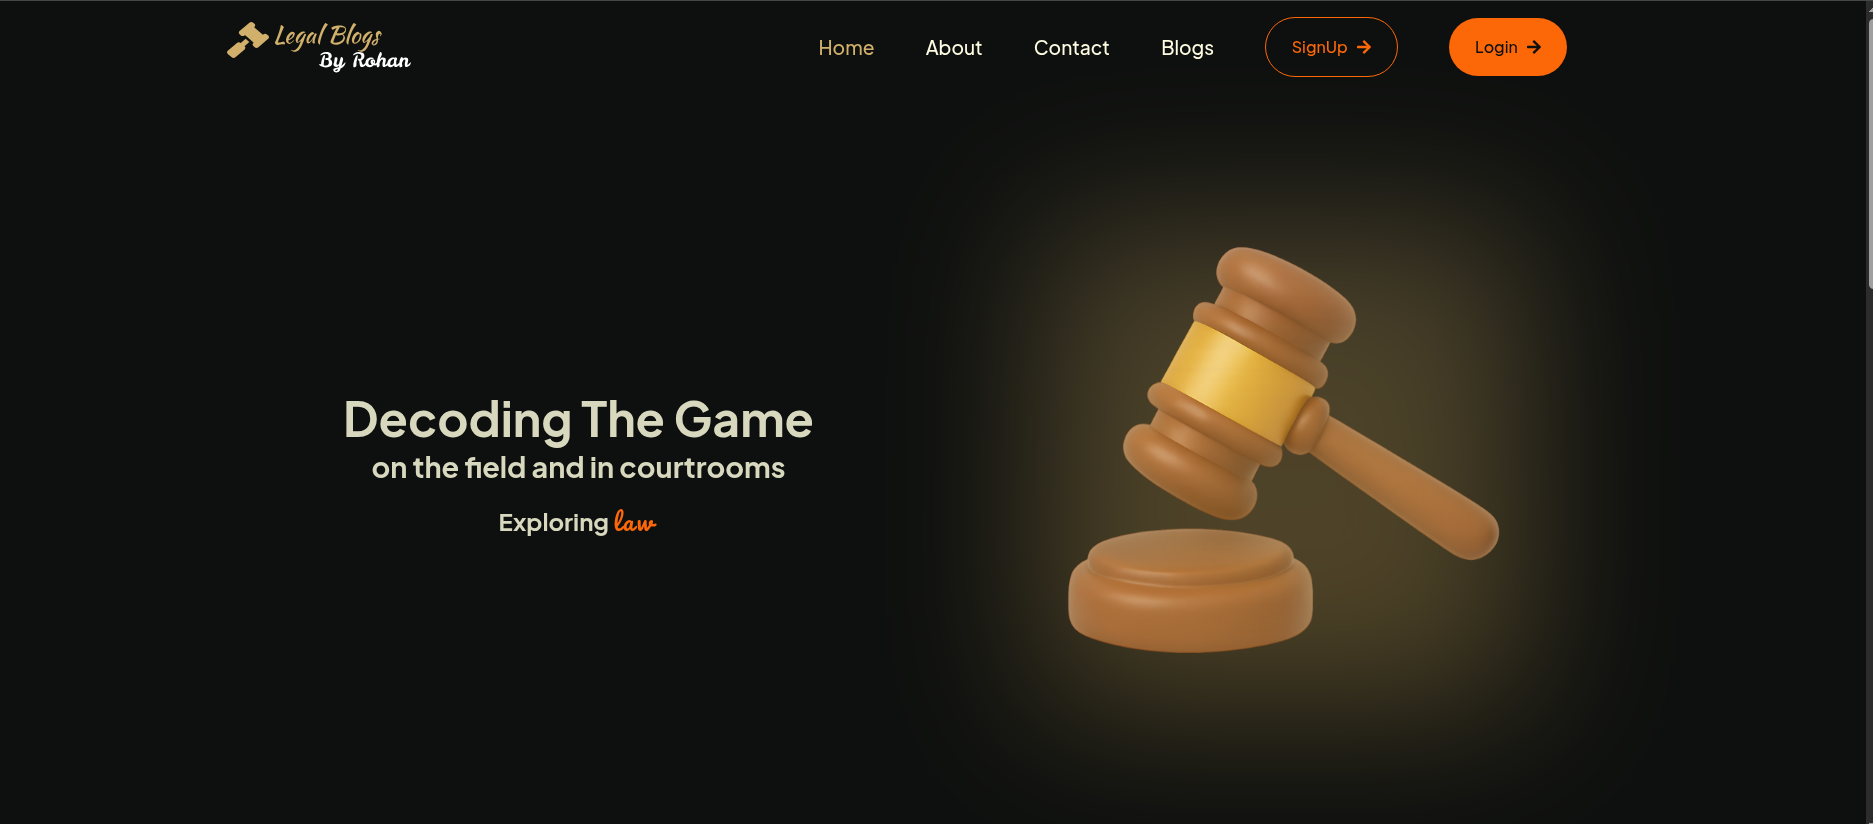 Legal Blogs
By Rohan
Home About Contact Blogs SignUp Login
Decoding The Game
on the field and in courtrooms
Exploring law